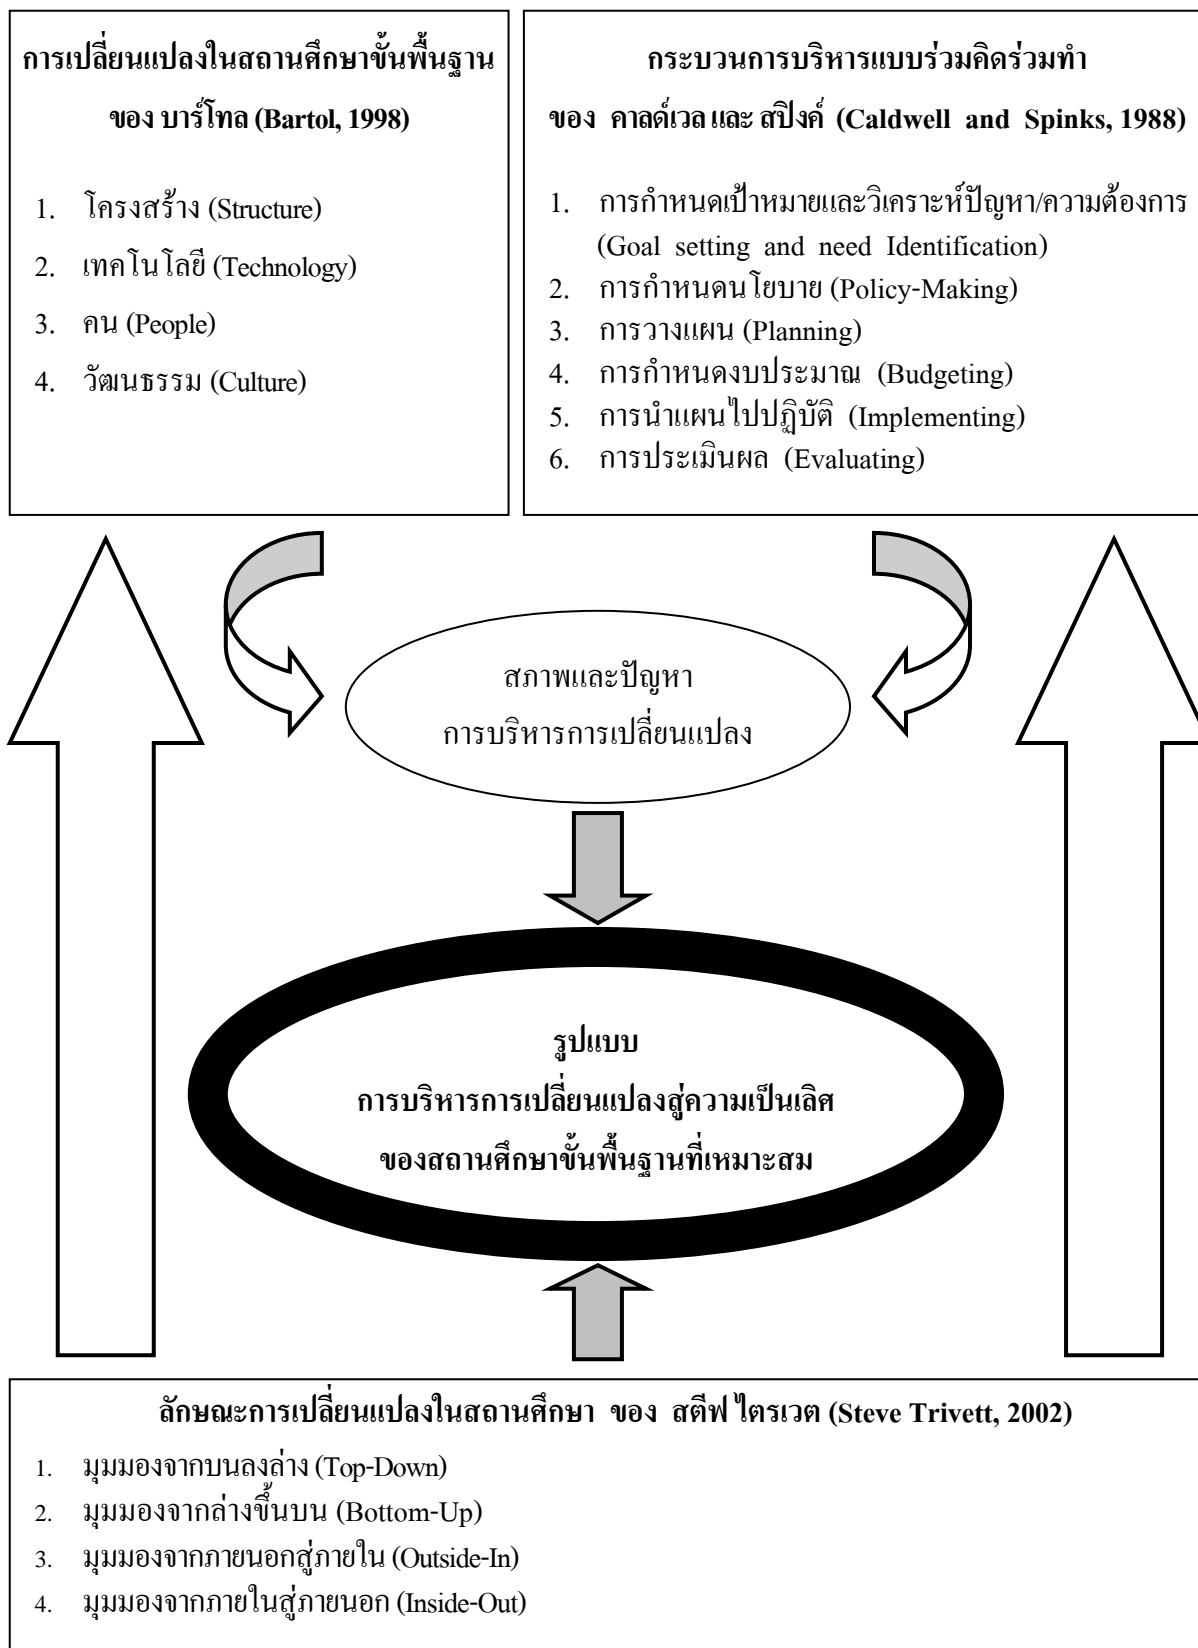 การเปลี่ยนแปลงในสถานศึกษาขั้นพื้นฐาน
ของ บาร์โทล (Bartol, 1998)
1. โครงสร้าง (Structure)
2. เทคโนโลยี (Technology)
3. คน (People)
4. วัฒนธรรม (Culture)
กระบวนการบริหารแบบร่วมคิดร่วมทำ
ของ คาลด์เวล และ สปิงค์ (Caldwell and Spinks, 1988)
1. การกำหนดเป้าหมายและวิเคราะห์ปัญหา/ความต้องการ
(Goal setting and need Identification)
2. การกำหนดนโยบาย (Policy-Making)
3. การวางแผน (Planning)
4. การกำหนดงบประมาณ (Budgeting)
5. การนำแผนไปปฏิบัติ (Implementing)
6. การประเมินผล (Evaluating)
สภาพและปัญหา
การบริหารการเปลี่ยนแปลง
รูปแบบ
การบริหารการเปลี่ยนแปลงสู่ความเป็นเลิศ
ของสถานศึกษาขั้นพื้นฐานที่เหมาะสม
ลักษณะการเปลี่ยนแปลงในสถานศึกษา ของ สตีฟ ไตรเวต (Steve Trivett, 2002)
1. มุมมองจากบนลงล่าง (Top-Down)
2. มุมมองจากล่างขึ้นบน (Bottom-Up)
3. มุมมองจากภายนอกสู่ภายใน (Outside-In)
4. มุมมองจากภายในสู่ภายนอก (Inside-Out)